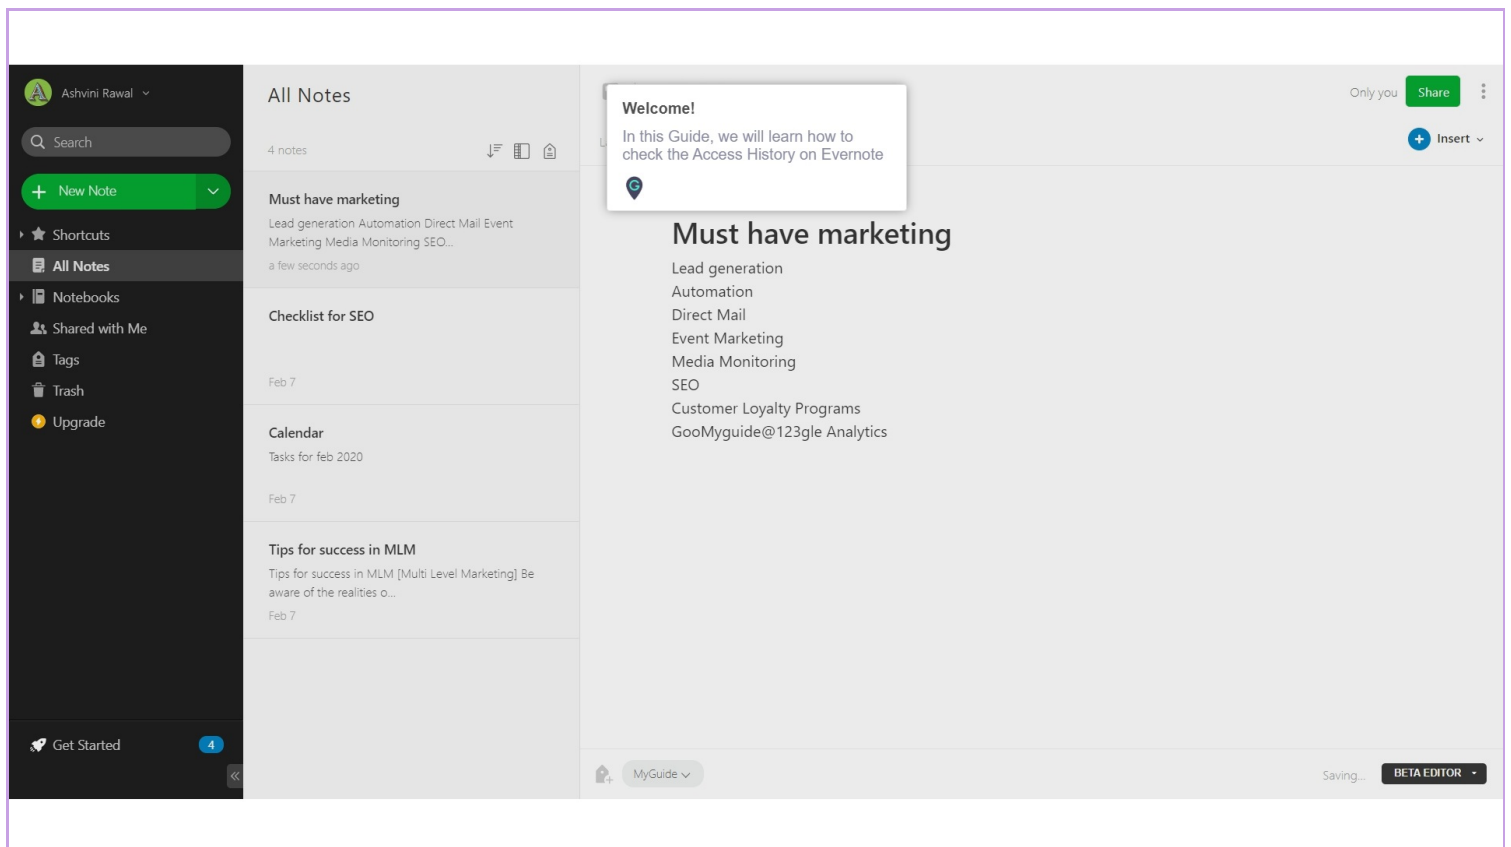 Ashvini Rawal
Search
New Note
Shortcuts
All Notes
Notebooks
Shared with Me
Tags
Trash
Upgrade
Get Started
4
All Notes
4 notes
Must have marketing
Lead generation Automation Direct Mail Event
Marketing Media Monitoring SEO...
a few seconds ago
Checklist for SEO
Feb 7
Calendar
Tasks for feb 2020
Feb 7
Tips for success in MLM
Tips for success in MLM [Multi Level Marketing] Be
aware of the realities o...
Feb 7
Welcome!
In this Guide, we will learn how to
check the Access History on Evernote
G
Only you
Share
Insert
Must have marketing
Lead generation
Automation
Direct Mail
Event Marketing
Media Monitoring
SEO
Customer Loyalty Programs
GooMyguide@123gle Analytics
MyGuide
Saving...
BETA EDITOR